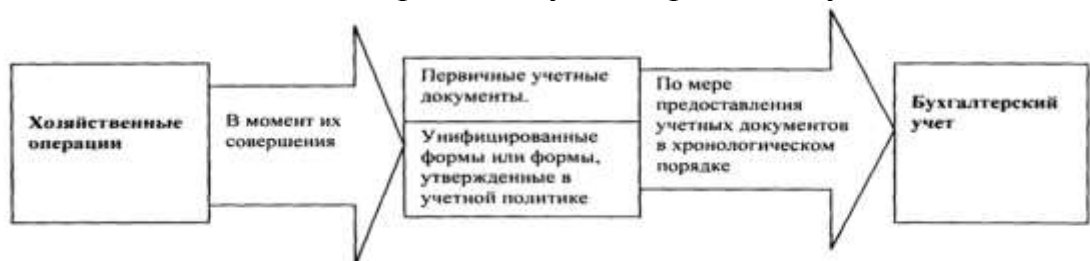 Хозяйственные
операции
В момент их
совершения
Первичные учетные
документы.
Унифицированные
формы или формы,
утвержденные в
учетной политике
По мере
предоставления
учетных документов
в хронологическом
порядке
Бухгалтерский
учет